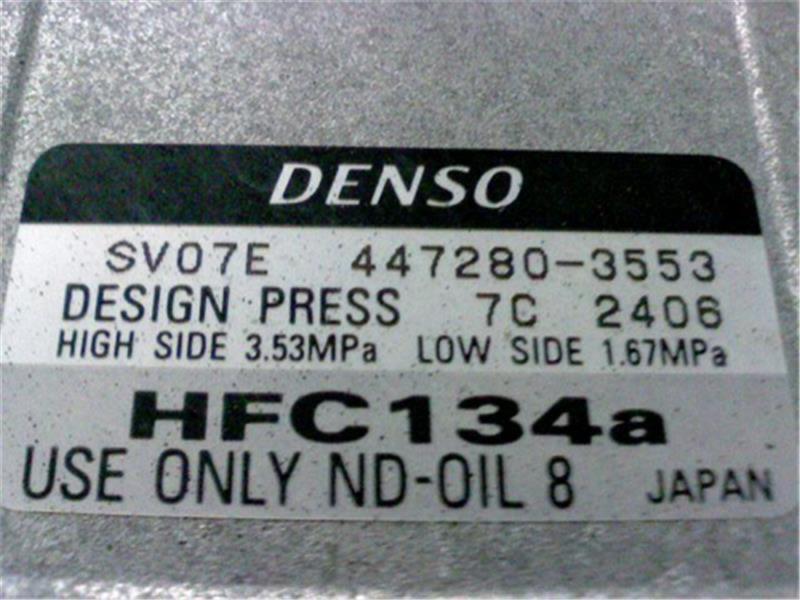 DENSO
SV07E 447280-3553
DESIGN PRESS 7C 2406
HIGH SIDE 3.53MPa LOW SIDE 1.67MPa
HFC134a
USE ONLY ND-OIL 8 JAPAN